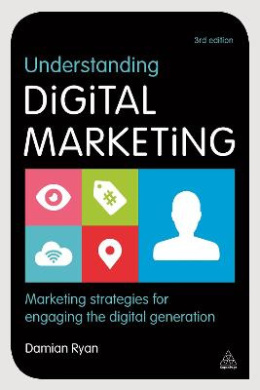 3rd edition
Understanding
DiGiTAL
MARKETiNG
#
Marketing strategies for
engaging the digital generation
Damian Ryan